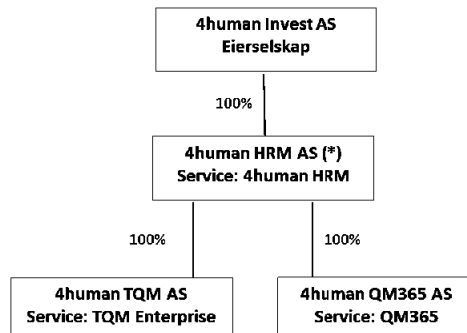 4human Invest AS
Eierselskap
100%
4human HRM AS (*)
Service: 4human HRM
100%
100%
4human TQM AS
Service: TQM Enterprise
4human QM365 AS
Service: QM365